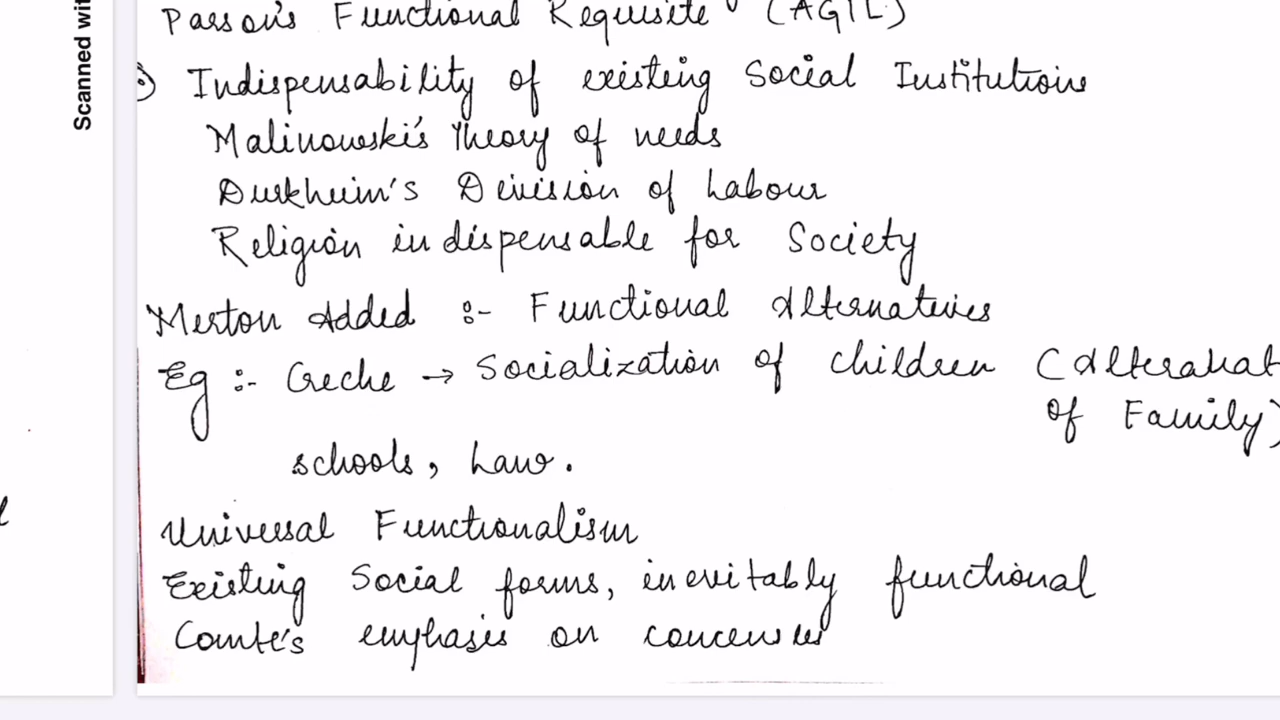 Scanned wit
Parson's Functional Requisite (AGIL)
Indispensability of existing Social Institutions
Malinowski's Theory of needs
Durkheim's Division of Labour
Religion indispensable for Society
Merton Added :- Functional Alternatives
Eg :- Creche → Socialization of children (Alternat
of Family)
schools, Law.
Universal Functionalism
Existing Social forms, inevitably functional
Comte's emphasis on